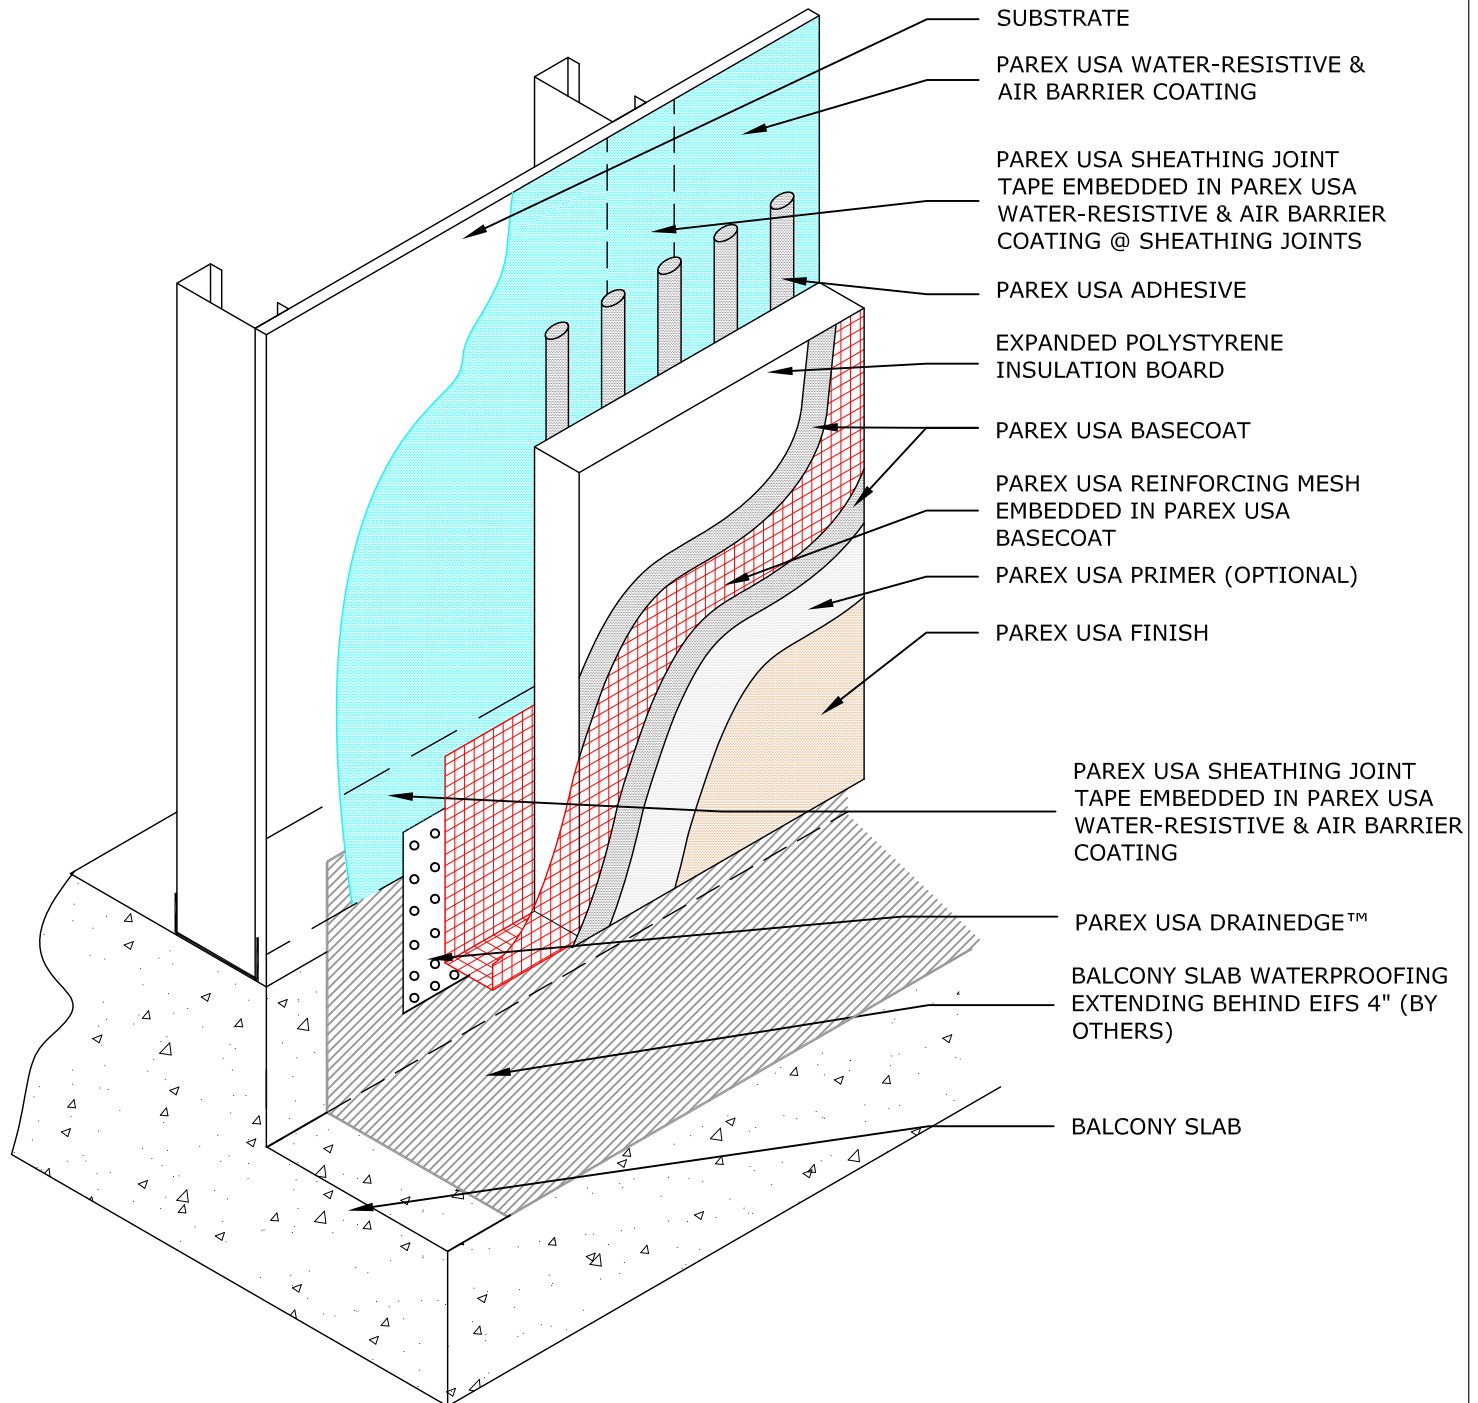 SUBSTRATE
PAREX USA WATER-RESISTIVE &
AIR BARRIER COATING
PAREX USA SHEATHING JOINT
TAPE EMBEDDED IN PAREX USA
WATER-RESISTIVE & AIR BARRIER
COATING @ SHEATHING JOINTS
PAREX USA ADHESIVE
EXPANDED POLYSTYRENE
INSULATION BOARD
PAREX USA BASECOAT
PAREX USA REINFORCING MESH
EMBEDDED IN PAREX USA
BASECOAT
PAREX USA PRIMER (OPTIONAL)
PAREX USA FINISH
PAREX USA SHEATHING JOINT
TAPE EMBEDDED IN PAREX USA
WATER-RESISTIVE & AIR BARRIER
COATING
PAREX USA DRAINEDGE™
BALCONY SLAB WATERPROOFING
EXTENDING BEHIND EIFS 4" (BY
OTHERS)
BALCONY SLAB